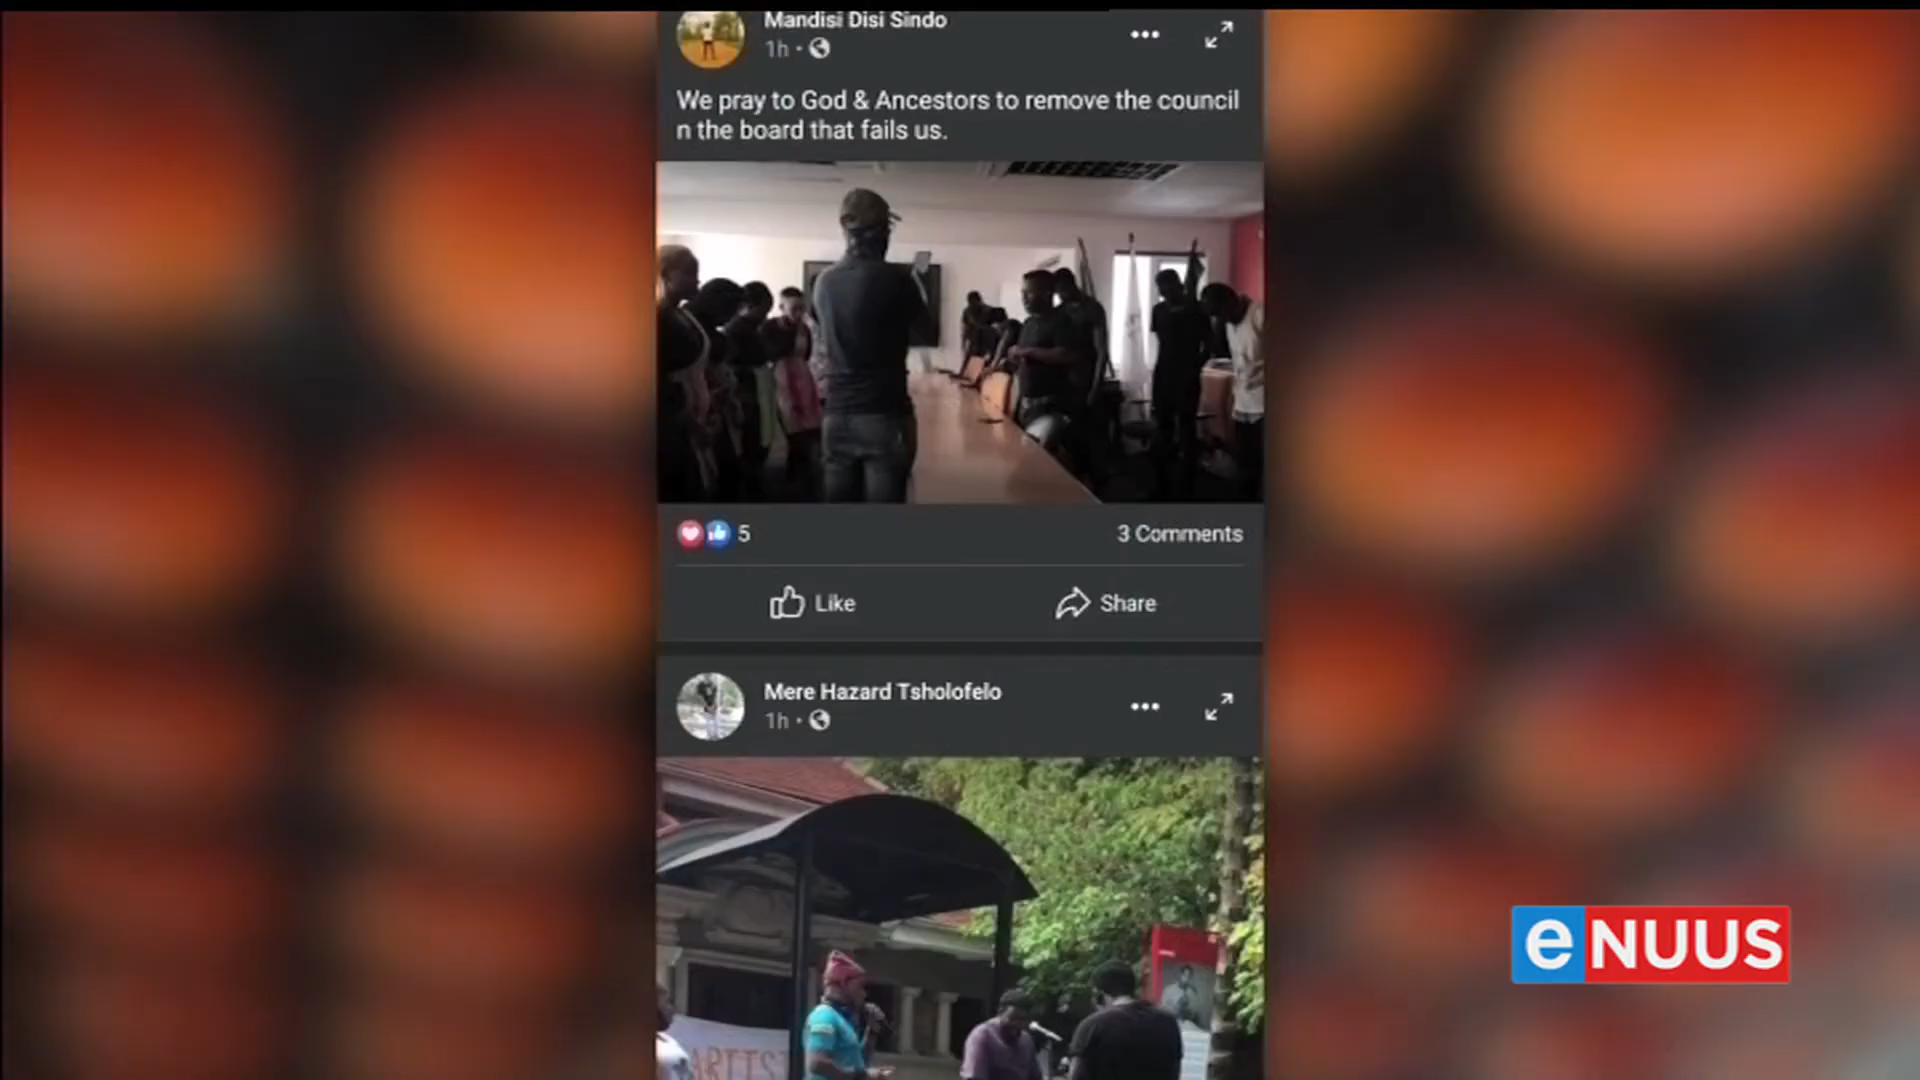 Mandisi Disi Sindo
1h
We pray to God & Ancestors to remove the council
n the board that fails us.
5
3 Comments
Like
Share
Mere Hazard Tsholofelo
1h
ARTIS
eNUUS